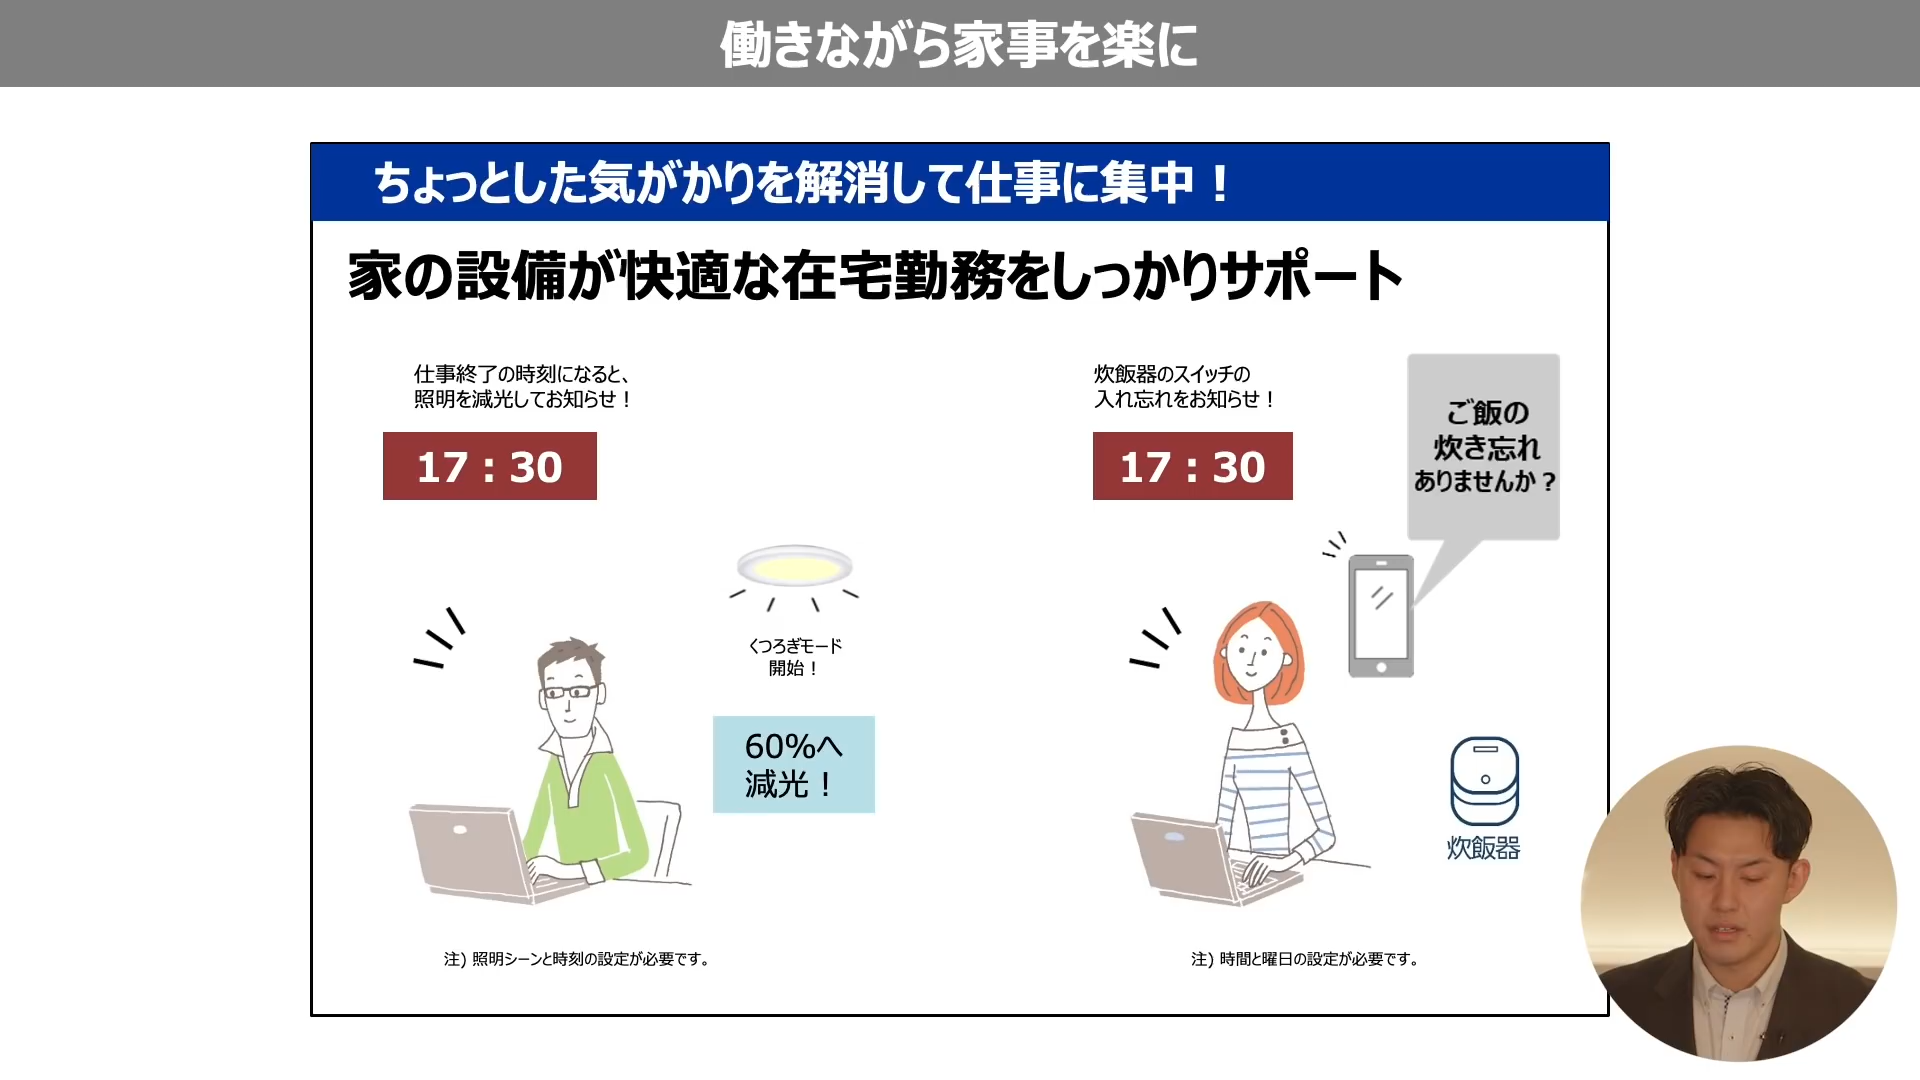 働きながら家事を楽に
ちょっとした気がかりを解消して仕事に集中！
家の設備が快適な在宅勤務をしっかりサポート
仕事終了の時刻になると、
照明を減光してお知らせ！
17：30
くつろぎモード
開始！
60%へ
減光！
注) 照明シーンと時刻の設定が必要です。
炊飯器のスイッチの
入れ忘れをお知らせ！
17：30
ご飯の
炊き忘れ
ありませんか？
炊飯器
注) 時間と曜日の設定が必要です。